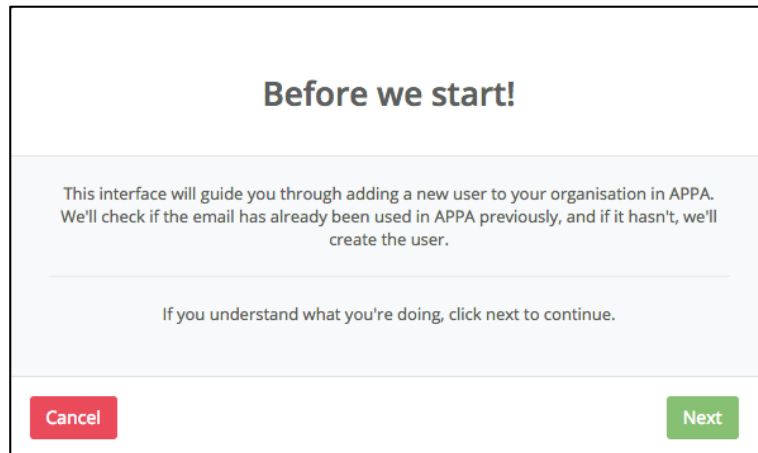 Before we start!
This interface will guide you through adding a new user to your organisation in APPA.
We'll check if the email has already been used in APPA previously, and if it hasn't, we'll
create the user.
If you understand what you're doing, click next to continue.
Cancel
Next